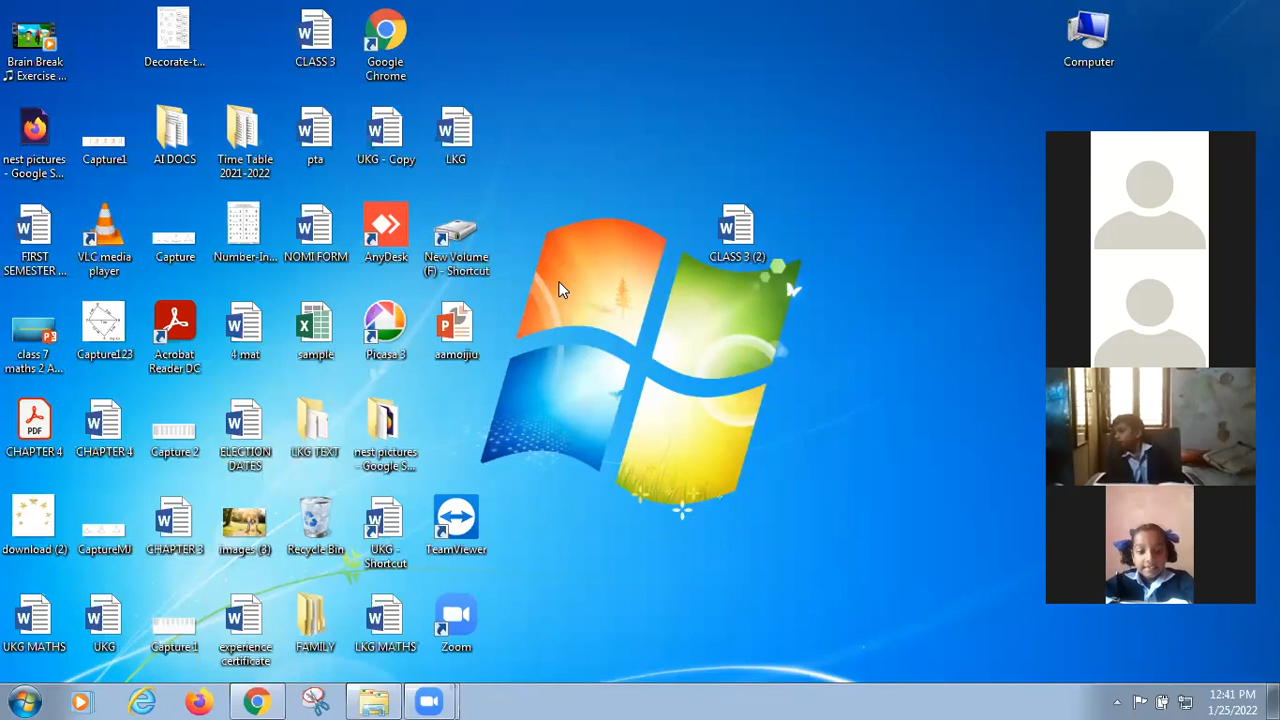 Brain Break
♫ Exercise ...
Decorate-t...
CLASS 3
Google
Chrome
Computer
nest pictures
- Google S...
Capture1
AI DOCS
Time Table
2021-2022
pta
UKG - Copy
LKG
FIRST
SEMESTER ...
VLC media
player
Capture
Number-In...
NOMI FORM
AnyDesk
New Volume
(F) - Shortcut
CLASS 3 (2)
class 7
maths 2 A...
Capture123
Acrobat
Reader DC
4 mat
sample
Picasa 3
aamoijiu
PDF
CHAPTER 4
CHAPTER 4
Capture 2
ELECTION
DATES
LKG TEXT
nest pictures
- Google S...
download (2)
CaptureMJ
CHAPTER 3
images (3)
Recycle Bin
UKG -
Shortcut
TeamViewer
UKG MATHS
UKG
Capture 1
experience
certificate
FAMILY
LKG MATHS
Zoom
12:41 PM
1/25/2022